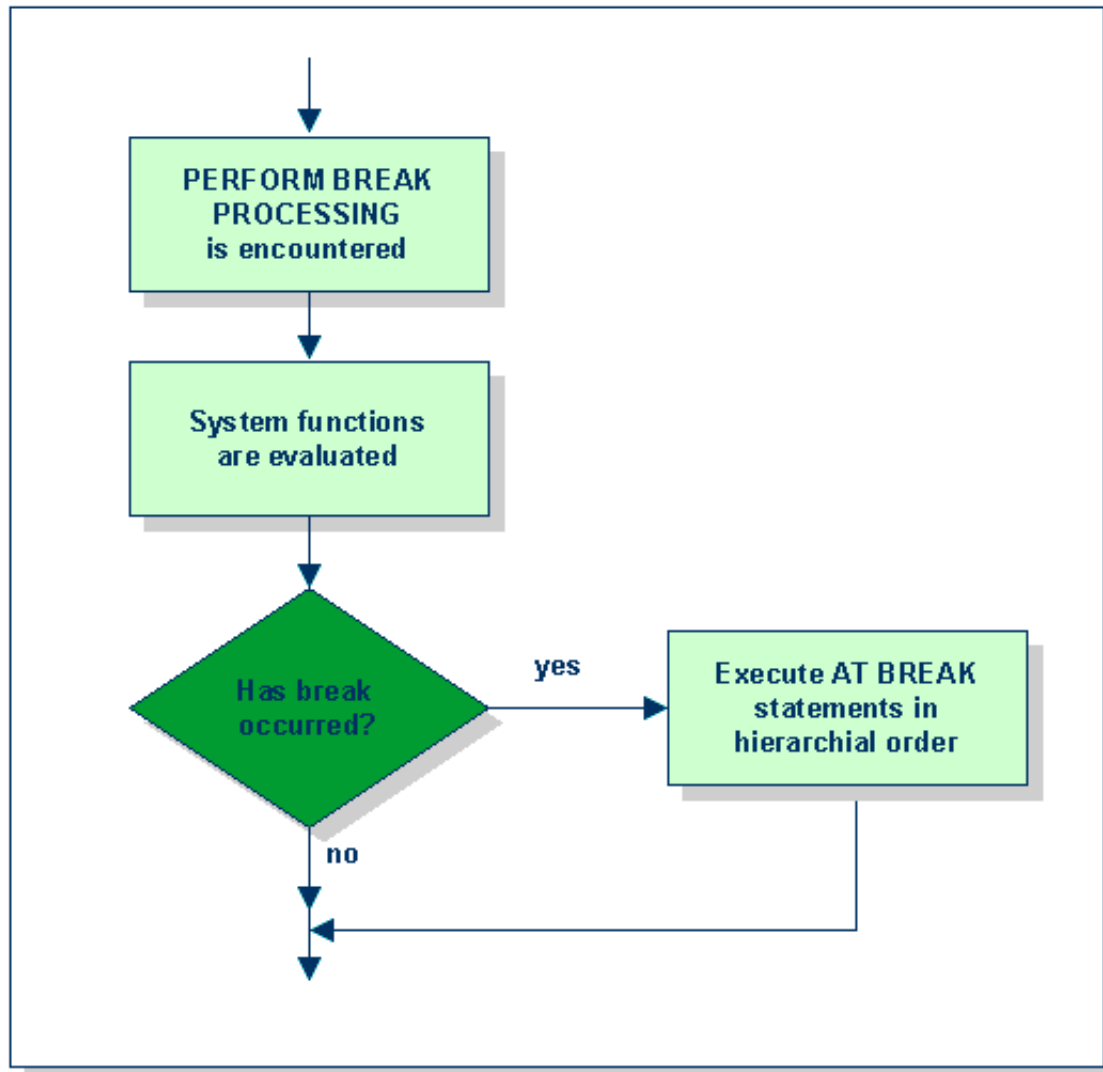 PERFORM BREAK
PROCESSING
is encountered
System functions
are evaluated
Has break
occurred?
yes
Execute AT BREAK
statements in
hierarchial order
no